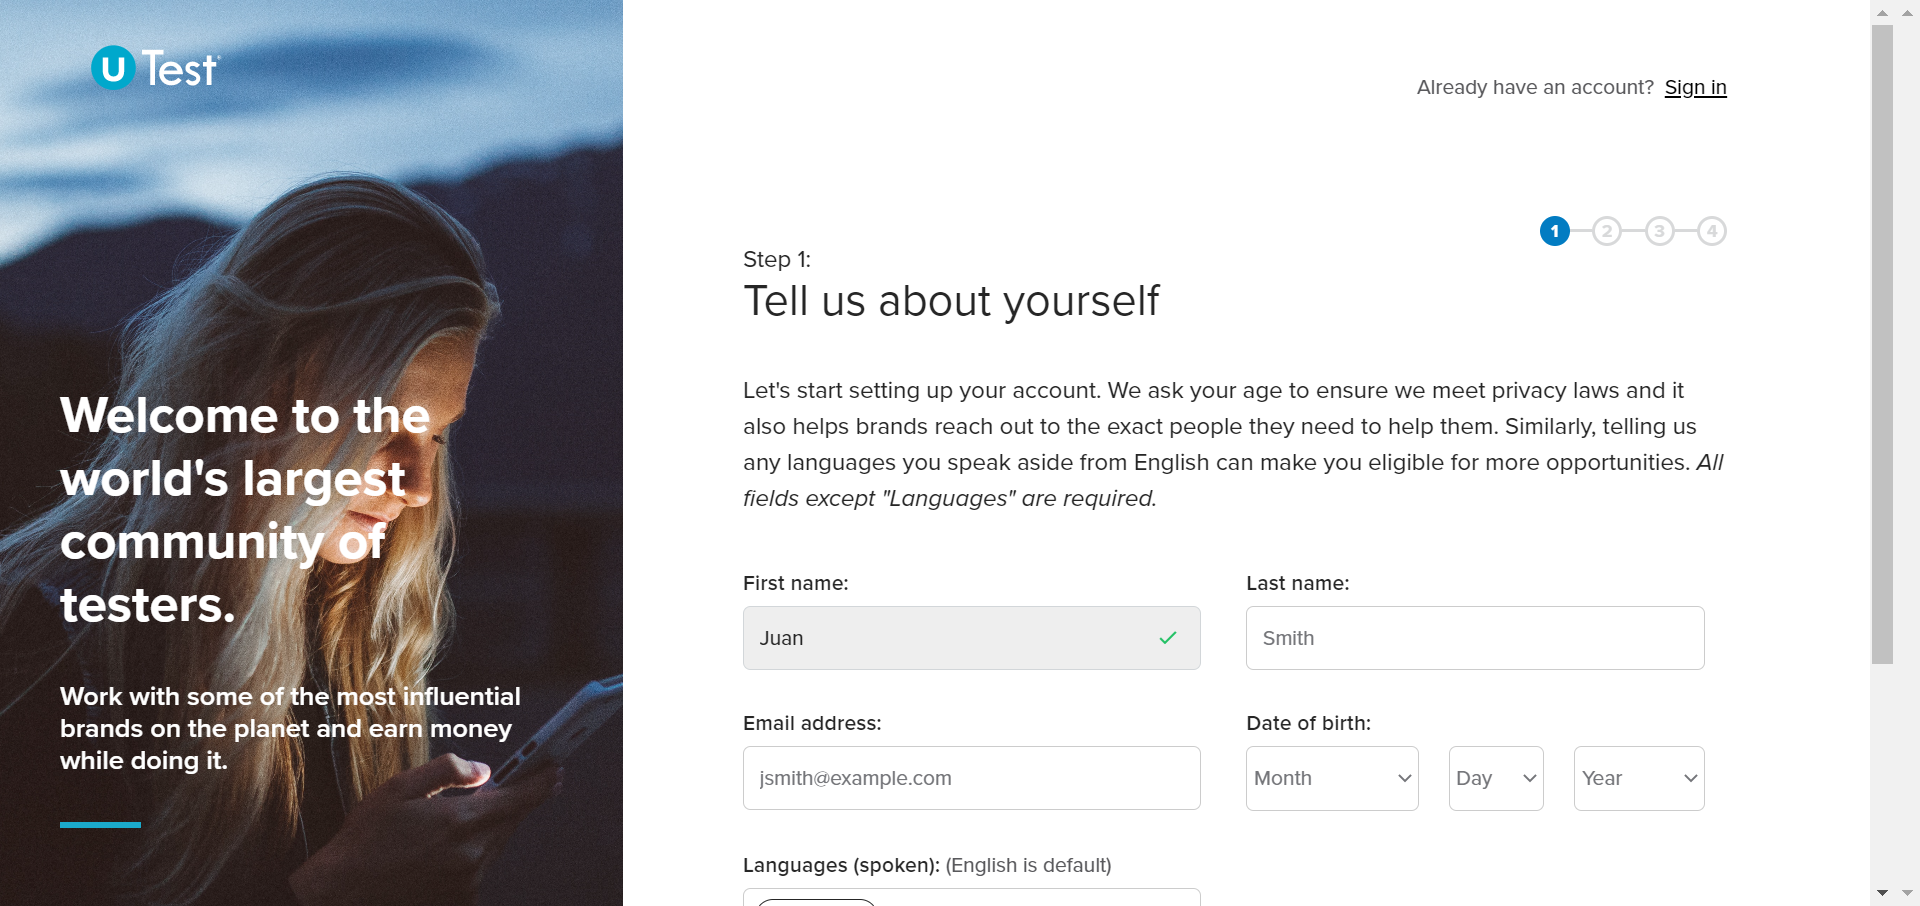 u Test
Already have an account? Sign in
1 2 3 4
Step 1:
Tell us about yourself
Let's start setting up your account. We ask your age to ensure we meet privacy laws and it
also helps brands reach out to the exact people they need to help them. Similarly, telling us
any languages you speak aside from English can make you eligible for more opportunities. All
fields except "Languages" are required.
Welcome to the
world's largest
community of
testers.
Work with some of the most influential
brands on the planet and earn money
while doing it.
First name:
Juan
Last name:
Smith
Email address:
jsmith@example.com
Date of birth:
Month Day Year
Languages (spoken): (English is default)